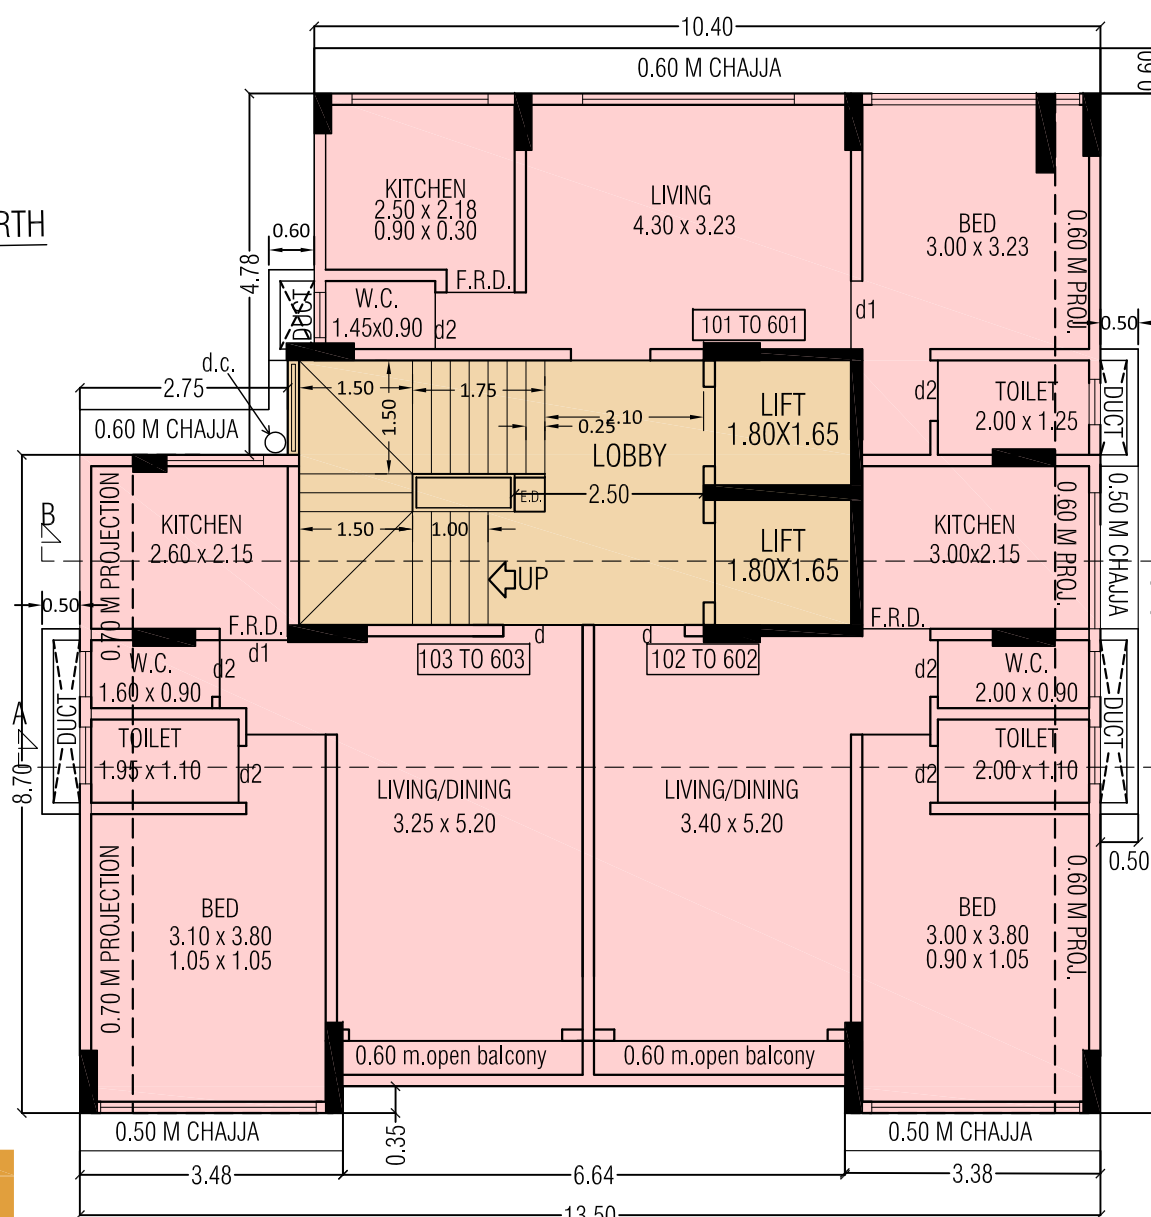 10.40
0.60 M CHAJJA
0.60
RTH
KITCHEN
2.50 x 2.18
0.90 x 0.30
LIVING
4.30 x 3.23
BED
3.00 x 3.23
0.60 M PROJ.
0.60
4.78
F.R.D.
DUCT
W.C.
1.45x0.90
d2
101 TO 601
d1
0.50
d.c.
2.75
0.60 M CHAJJA
1.50
1.75
1.50
2.10
0.25
LOBBY
LIFT
1.80X1.65
d2
TOILET
2.00 x 1.25
DUCT
E.D.
2.50
B
0.70 M PROJECTION
KITCHEN
2.60 x 2.15
1.50
1.00
UP
LIFT
1.80X1.65
KITCHEN
3.00x2.15
0.60 M PROJ.
0.50 M CHAJJA
0.50
F.R.D.
d1
d
d
F.R.D.
103 TO 603
102 TO 602
W.C.
1.60 x 0.90
d2
d2
W.C.
2.00 x 0.90
A
DUCT
TOILET
1.95 x 1.10
d2
d2
TOILET
2.00 x 1.10
DUCT
8.70
LIVING/DINING
3.25 x 5.20
LIVING/DINING
3.40 x 5.20
0.50
0.70 M PROJECTION
BED
3.10 x 3.80
1.05 x 1.05
BED
3.00 x 3.80
0.90 x 1.05
0.60 M PROJ.
0.60 m.open balcony
0.60 m.open balcony
0.50 M CHAJJA
0.35
0.50 M CHAJJA
3.48
6.64
3.38
13.50